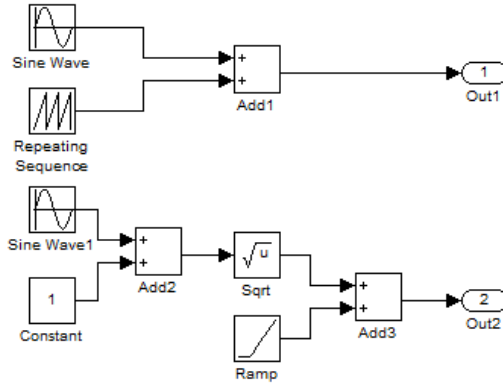 Sine Wave
+
+
Add1
1
Out1
Repeating
Sequence
Sine Wave1
+
+
Add2
1
Constant
√u
Sqrt
+
+
Add3
2
Out2
Ramp